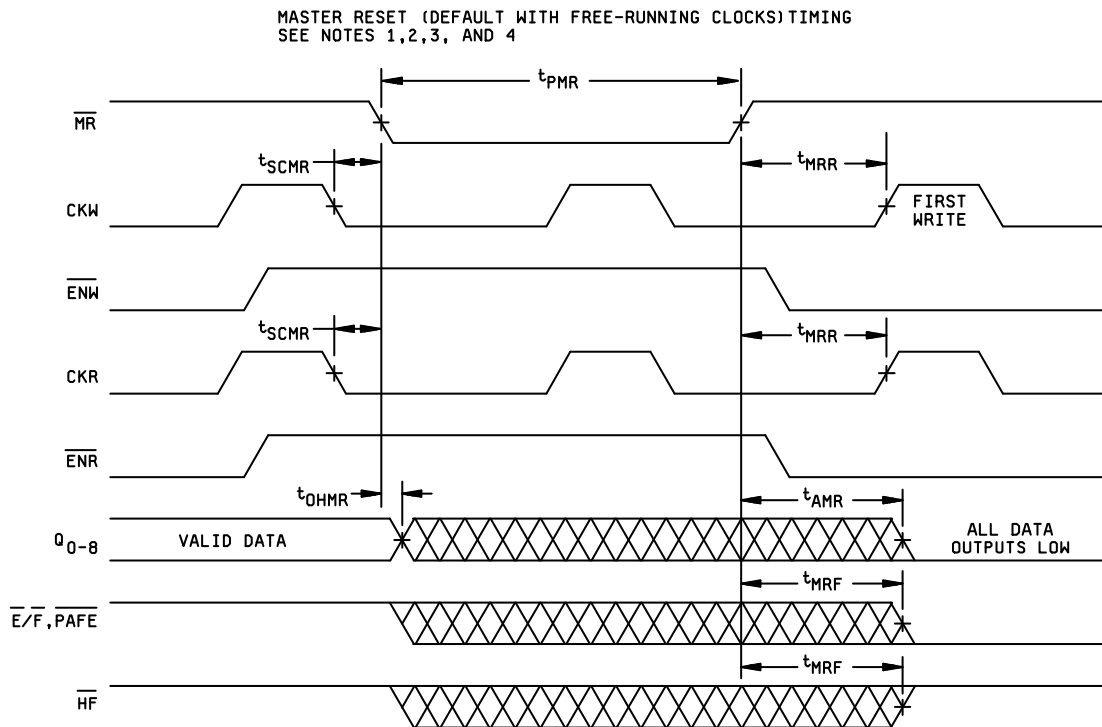 MASTER RESET (DEFAULT WITH FREE-RUNNING CLOCKS)TIMING
SEE NOTES 1,2,3, AND 4
tPMR
MR
tSCMR
tMRR
CKW
FIRST
WRITE
ENW
tSCMR
tMRR
CKR
ENR
tOHMR
tAMR
Q0-8
VALID DATA
ALL DATA
OUTPUTS LOW
tMRF
E/F,PAFE
tMRF
HF